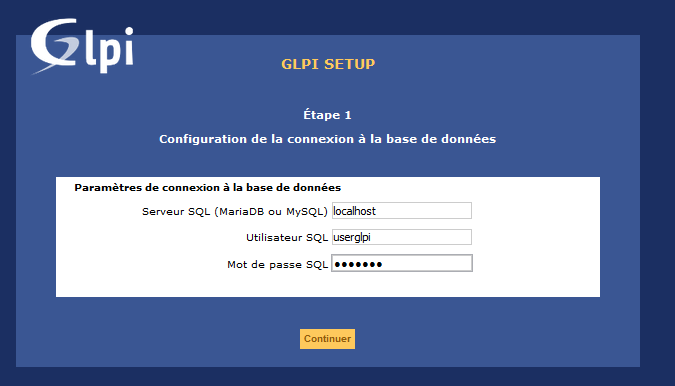 Glpi
GLPI SETUP
Étape 1
Configuration de la connexion à la base de données
Paramètres de connexion à la base de données
Serveur SQL (MariaDB ou MySQL) localhost
Utilisateur SQL userglpi
Mot de passe SQL •••••••
Continuer